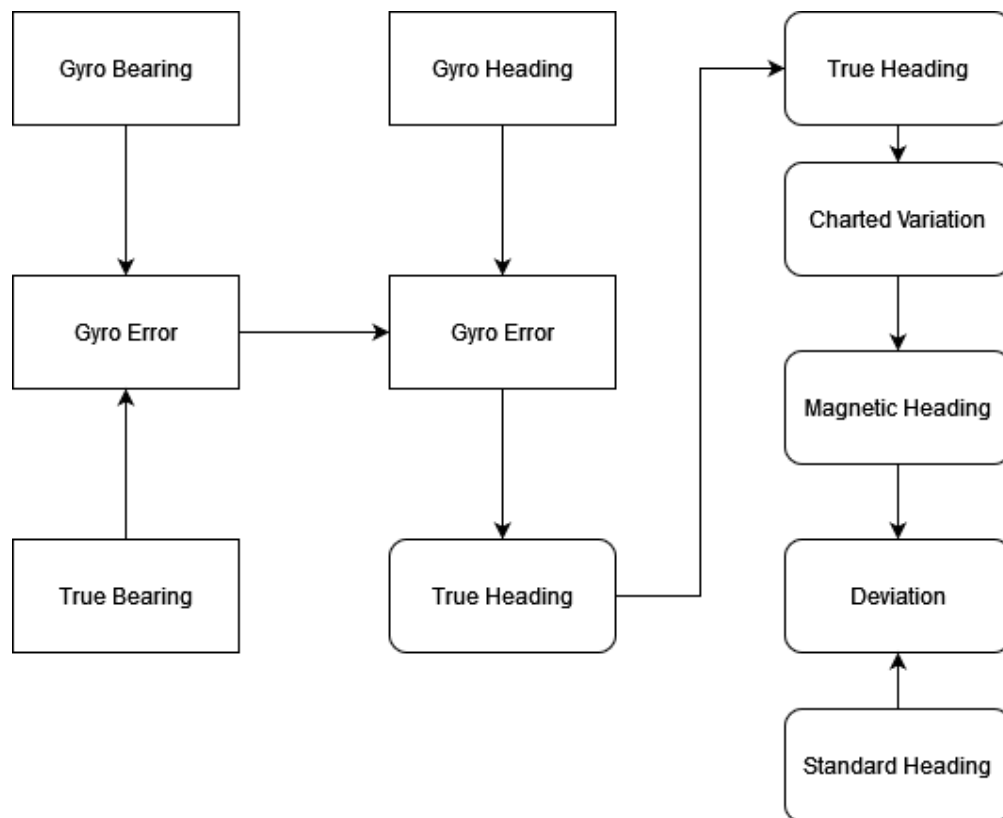 Gyro Bearing
Gyro Error
True Bearing
Gyro Heading
Gyro Error
True Heading
True Heading
Charted Variation
Magnetic Heading
Deviation
Standard Heading